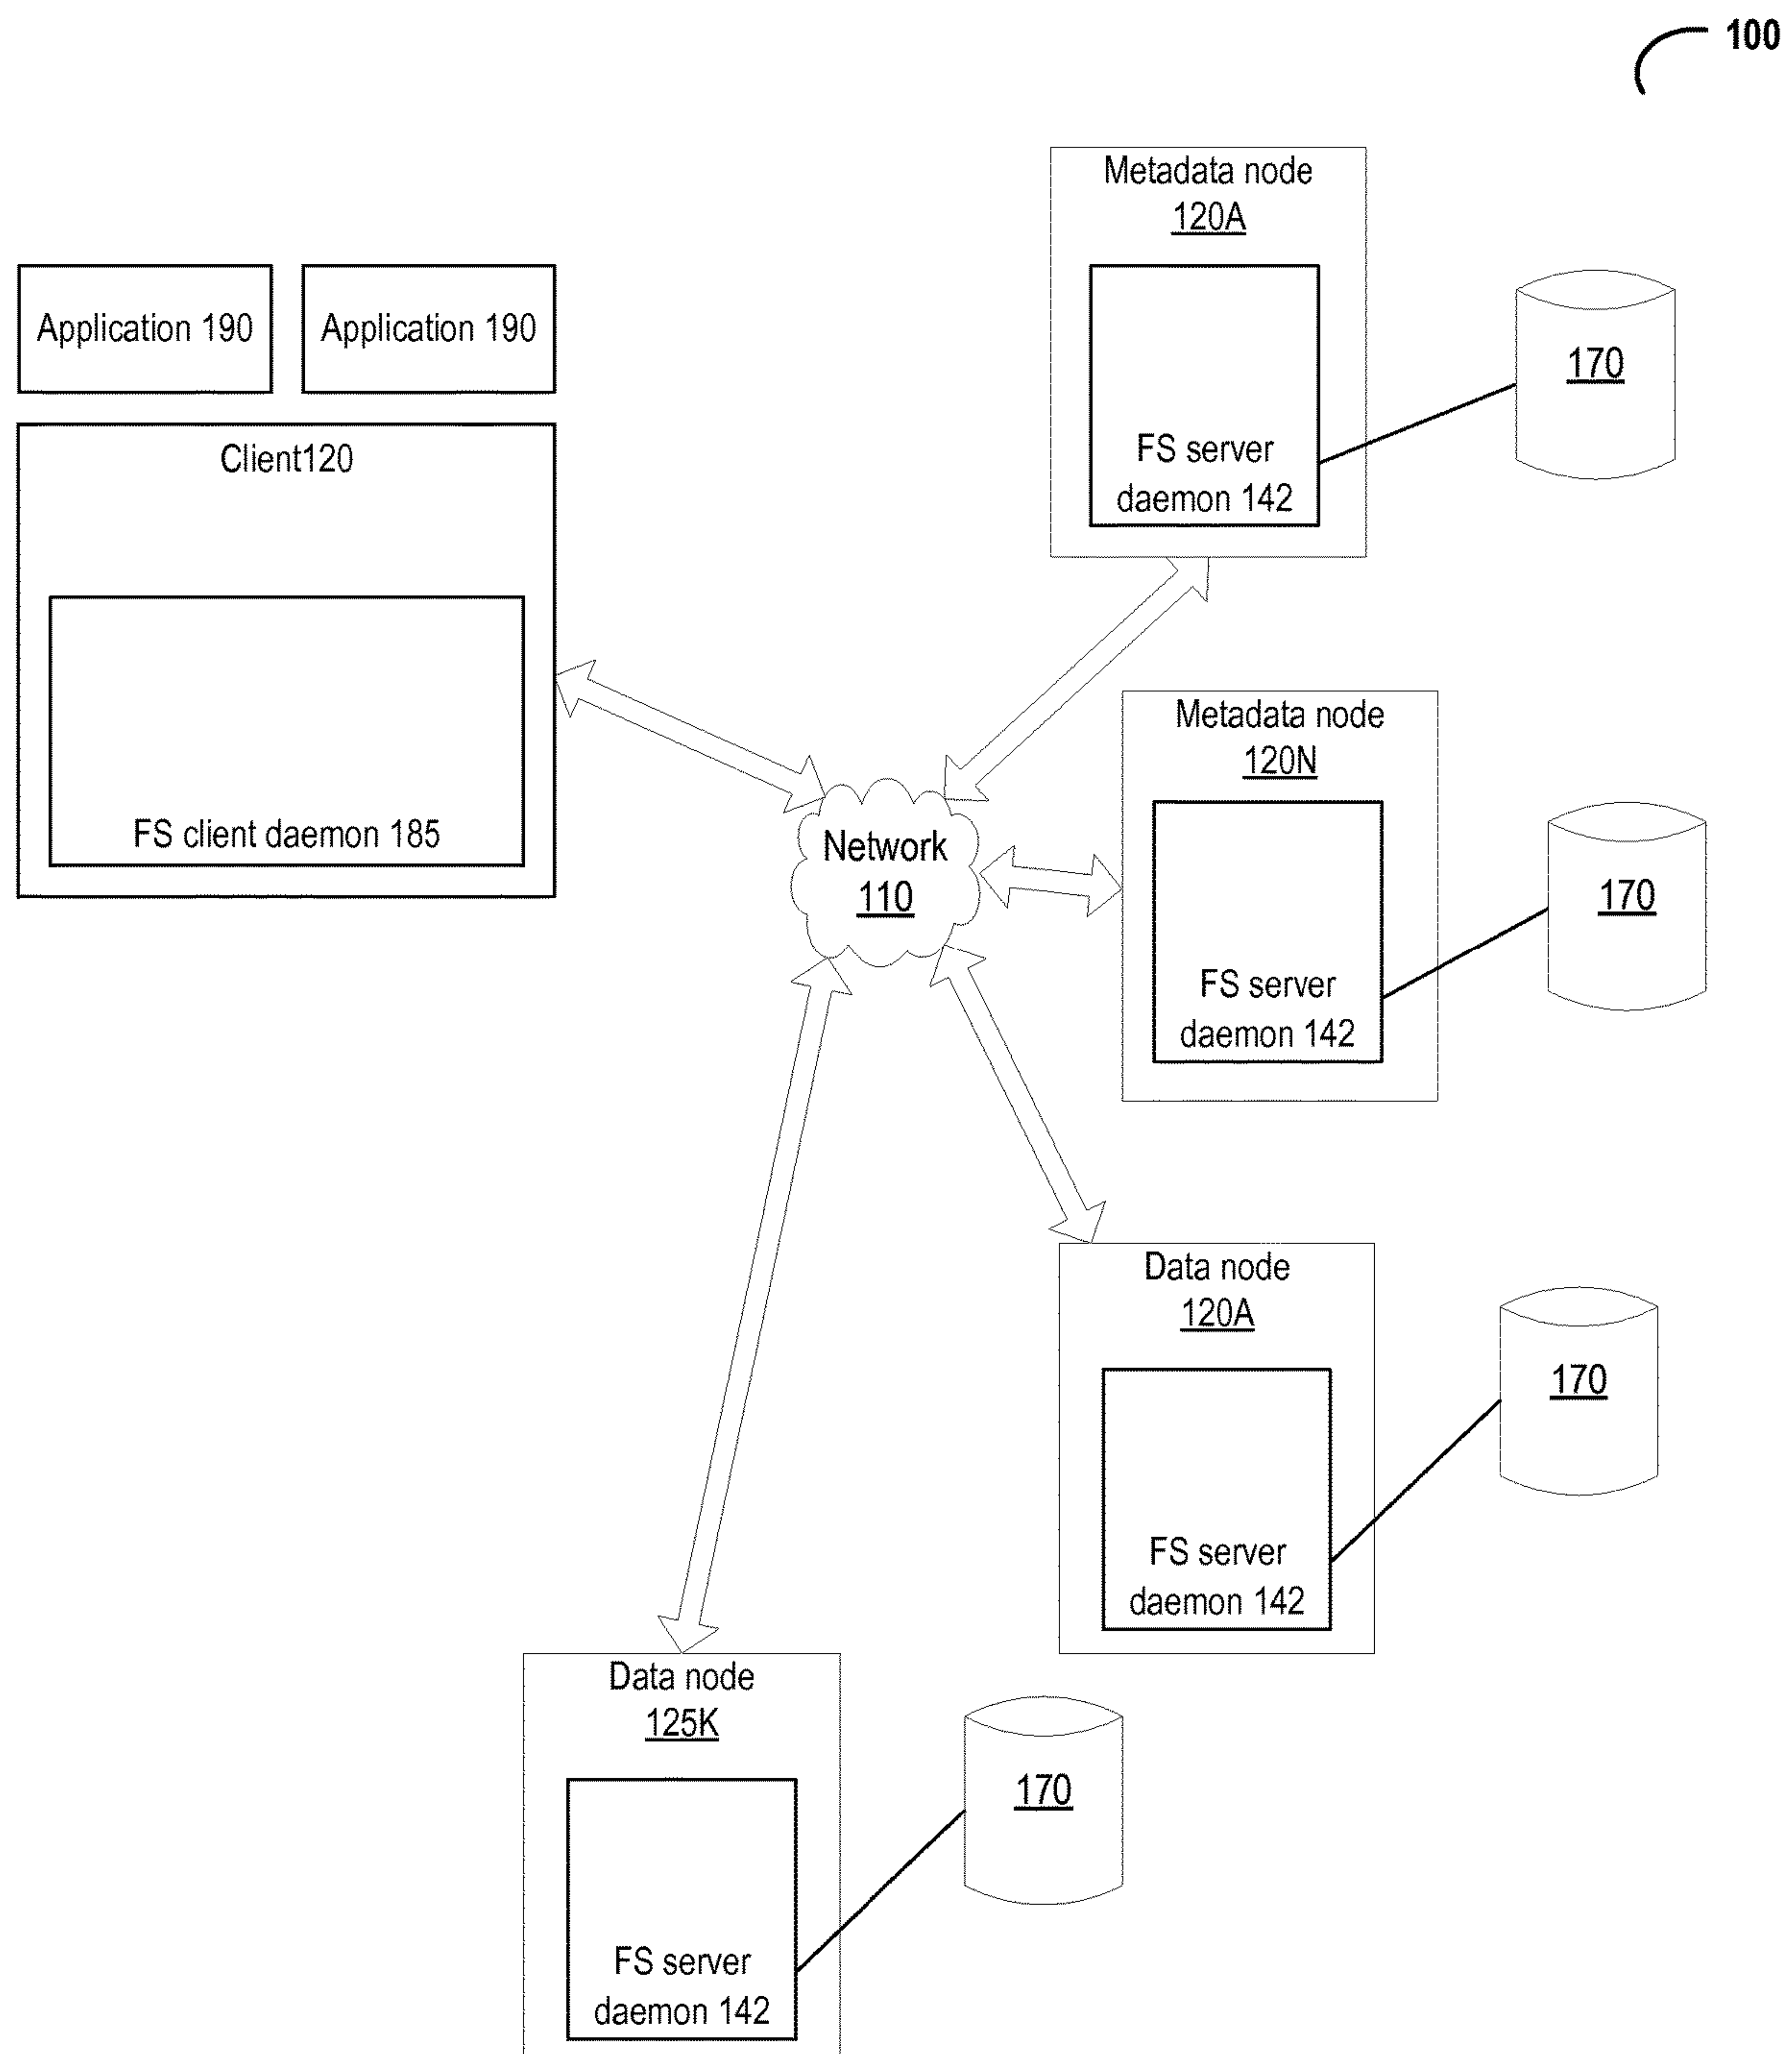 100
Metadata node
120A
FS server
daemon 142
170
Application 190
Application 190
Client120
FS client daemon 185
Network
110
Metadata node
120N
FS server
daemon 142
170
Data node
120A
FS server
daemon 142
170
Data node
125K
FS server
daemon 142
170